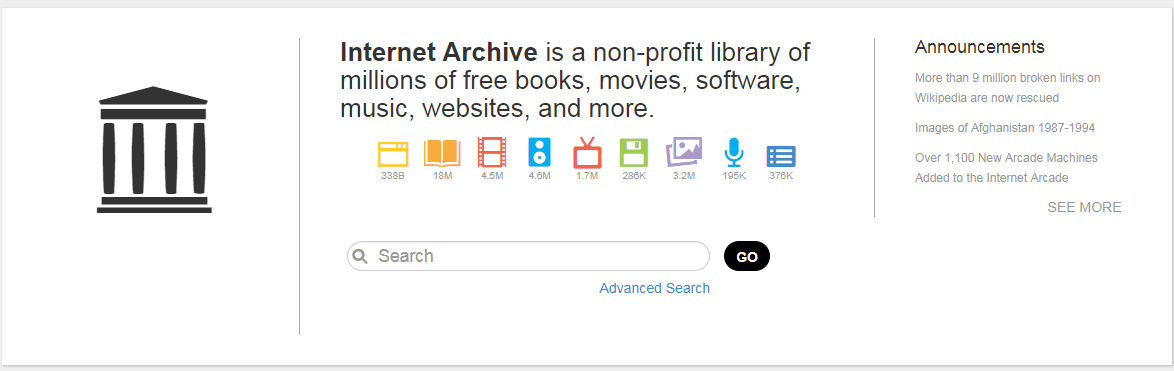 Internet Archive is a non-profit library of
millions of free books, movies, software,
music, websites, and more.
338B 18M 4.5M 4.6M 1.7M 286K 3.2M 195K 376K
Search GO
Advanced Search
Announcements
More than 9 million broken links on
Wikipedia are now rescued
Images of Afghanistan 1987-1994
Over 1,100 New Arcade Machines
Added to the Internet Arcade
SEE MORE